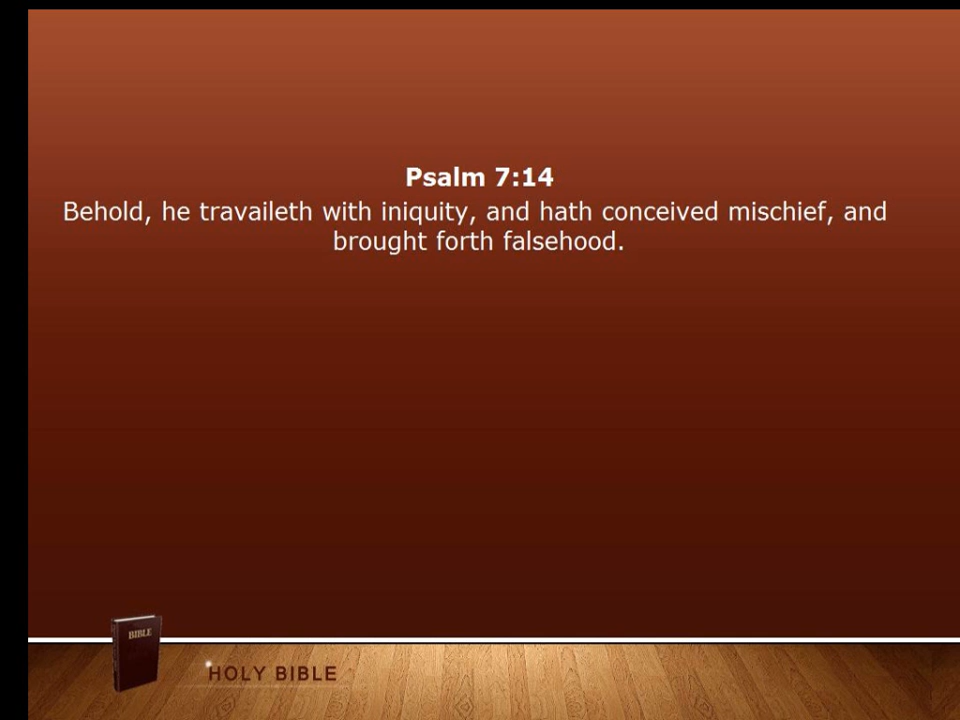 Psalm 7:14
Behold, he travaileth with iniquity, and hath conceived mischief, and
brought forth falsehood.
BIBLE
HOLY BIBLE